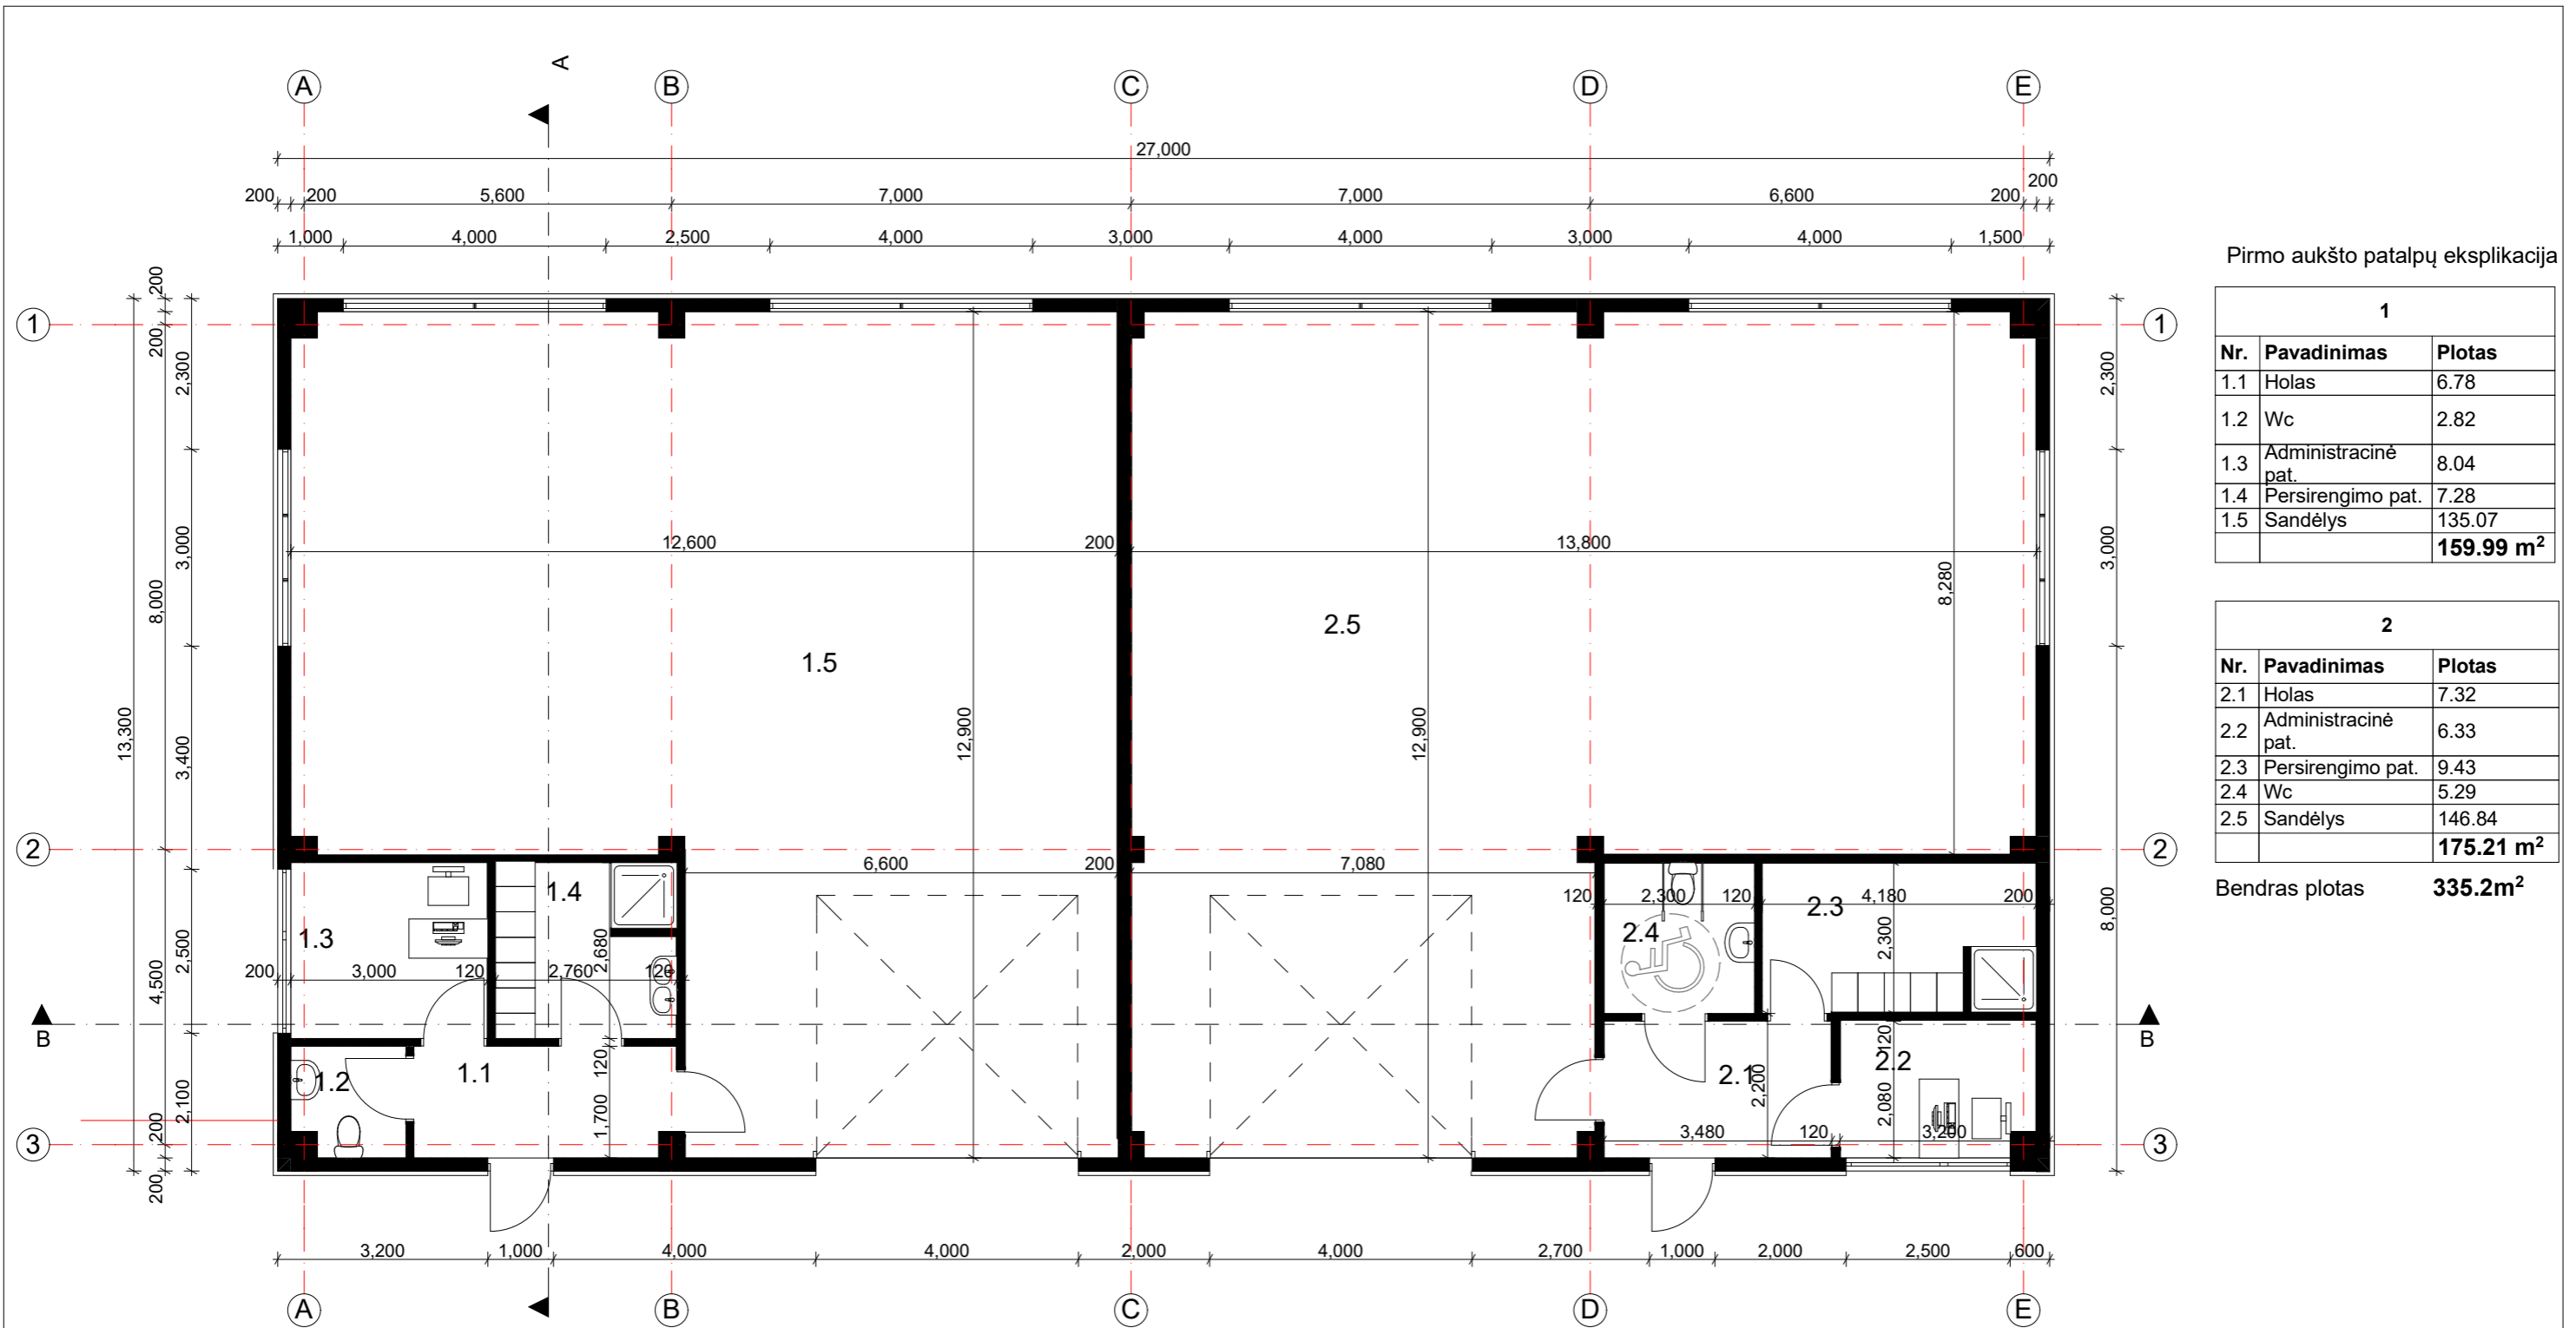 A
A B C D E
27,000
200 200 5,600 7,000 7,000 6,600 200 200
1,000 4,000 2,500 4,000 3,000 4,000 3,000 4,000 1,500
Pirmo aukšto patalpų eksplikacija
1
Nr. Pavadinimas Plotas
1.1 Holas 6.78
1.2 Wc 2.82
1.3 Administracinė pat. 8.04
1.4 Persirengimo pat. 7.28
1.5 Sandėlys 135.07
159.99 m²
2
Nr. Pavadinimas Plotas
2.1 Holas 7.32
2.2 Administracinė pat. 6.33
2.3 Persirengimo pat. 9.43
2.4 Wc 5.29
2.5 Sandėlys 146.84
175.21 m²
Bendras plotas 335.2m²
1 1
200
200
2,300 2,300
12,600 200 13,800
3,000 3,000
8,000
8,280
2.5
1.5
13,300
3,400
12,900 12,900
2 2
6,600 200 7,080
1.4
120 2,300 120 4,180 200
2.3
8,000
1.3
2.4
2,500
2,680
2,300
4,500
200 3,000 120 2,760 120
B B
120 120
1.2 1.1 2.1 2.2
2,100
1,700
2,200
2,080
200
3 3
3,480 120 3,200
200
3,200 1,000 4,000 4,000 2,000 4,000 2,700 1,000 2,000 2,500 600
A B C D E